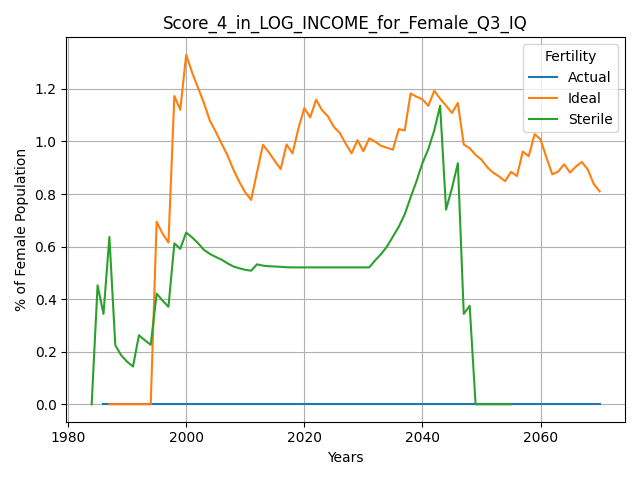 Score_4_in_LOG_INCOME_for_Female_Q3_IQ
Fertility
Actual
Ideal
Sterile
% of Female Population
1.2
1.0
0.8
0.6
0.4
0.2
0.0
1980
2000
2020
2040
2060
Years